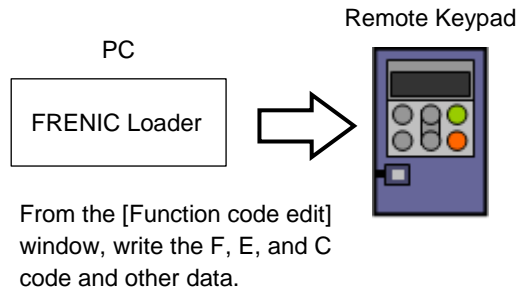 Remote Keypad
PC
FRENIC Loader
From the [Function code edit]
window, write the F, E, and C
code and other data.